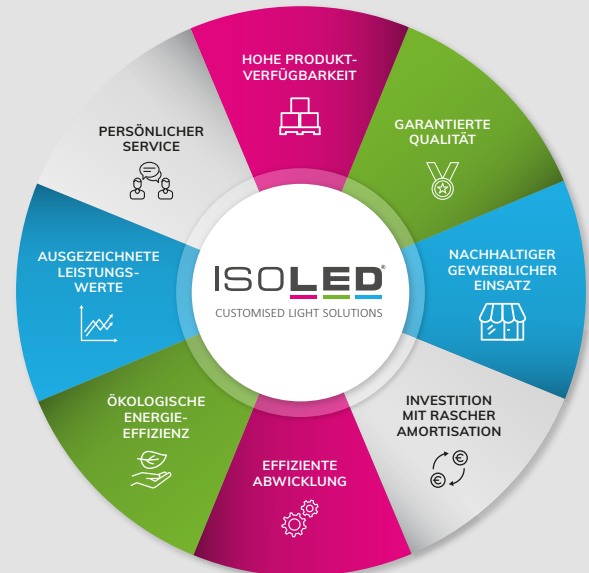 HOHE PRODUKT-
VERFÜGBARKEIT
GARANTIERTE
QUALITÄT
NACHHALTIGER
GEWERBLICHER
EINSATZ
INVESTITION
MIT RASCHER
AMORTISATION
€
€
EFFIZIENTE
ABWICKLUNG
ÖKOLOGISCHE
ENERGIE-
EFFIZIENZ
AUSGEZEICHNETE
LEISTUNGS-
WERTE
PERSÖNLICHER
SERVICE
ISOLED®
CUSTOMISED LIGHT SOLUTIONS